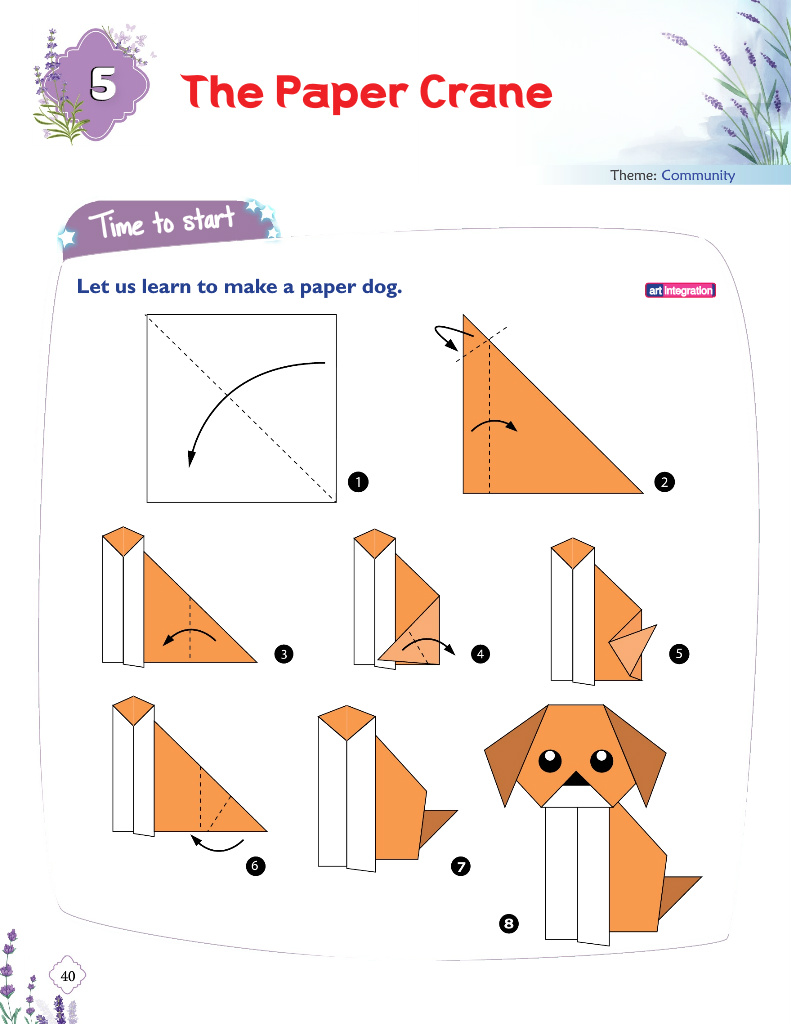 5
The Paper Crane
Theme: Community
Time to start
Let us learn to make a paper dog.
art integration
1
2
3
4
5
6
7
8
40